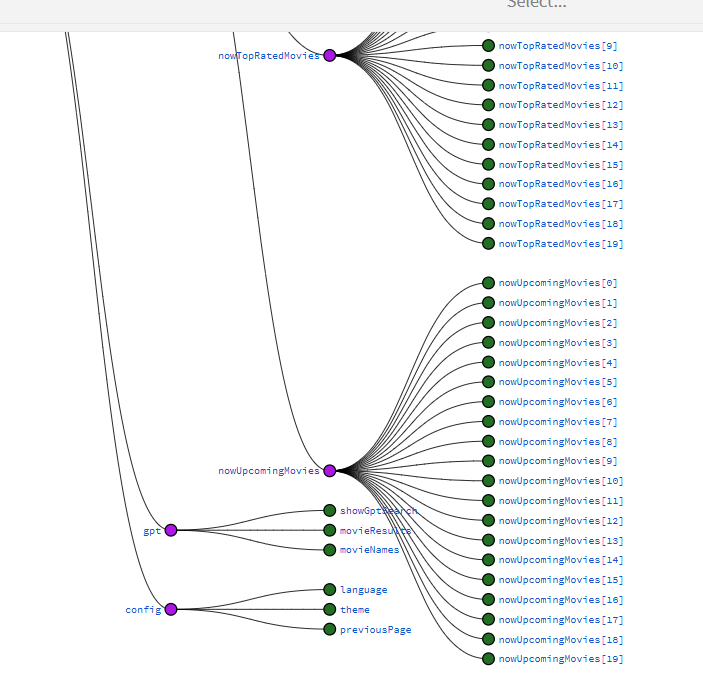 Select...
nowTopRatedMovies
nowTopRatedMovies[9]
nowTopRatedMovies[10]
nowTopRatedMovies[11]
nowTopRatedMovies[12]
nowTopRatedMovies[13]
nowTopRatedMovies[14]
nowTopRatedMovies[15]
nowTopRatedMovies[16]
nowTopRatedMovies[17]
nowTopRatedMovies[18]
nowTopRatedMovies[19]
nowUpcomingMovies
nowUpcomingMovies[0]
nowUpcomingMovies[1]
nowUpcomingMovies[2]
nowUpcomingMovies[3]
nowUpcomingMovies[4]
nowUpcomingMovies[5]
nowUpcomingMovies[6]
nowUpcomingMovies[7]
nowUpcomingMovies[8]
nowUpcomingMovies[9]
nowUpcomingMovies[10]
nowUpcomingMovies[11]
nowUpcomingMovies[12]
nowUpcomingMovies[13]
nowUpcomingMovies[14]
nowUpcomingMovies[15]
nowUpcomingMovies[16]
nowUpcomingMovies[17]
nowUpcomingMovies[18]
nowUpcomingMovies[19]
gpt
showGptSearch
movieResults
movieNames
config
language
theme
previousPage